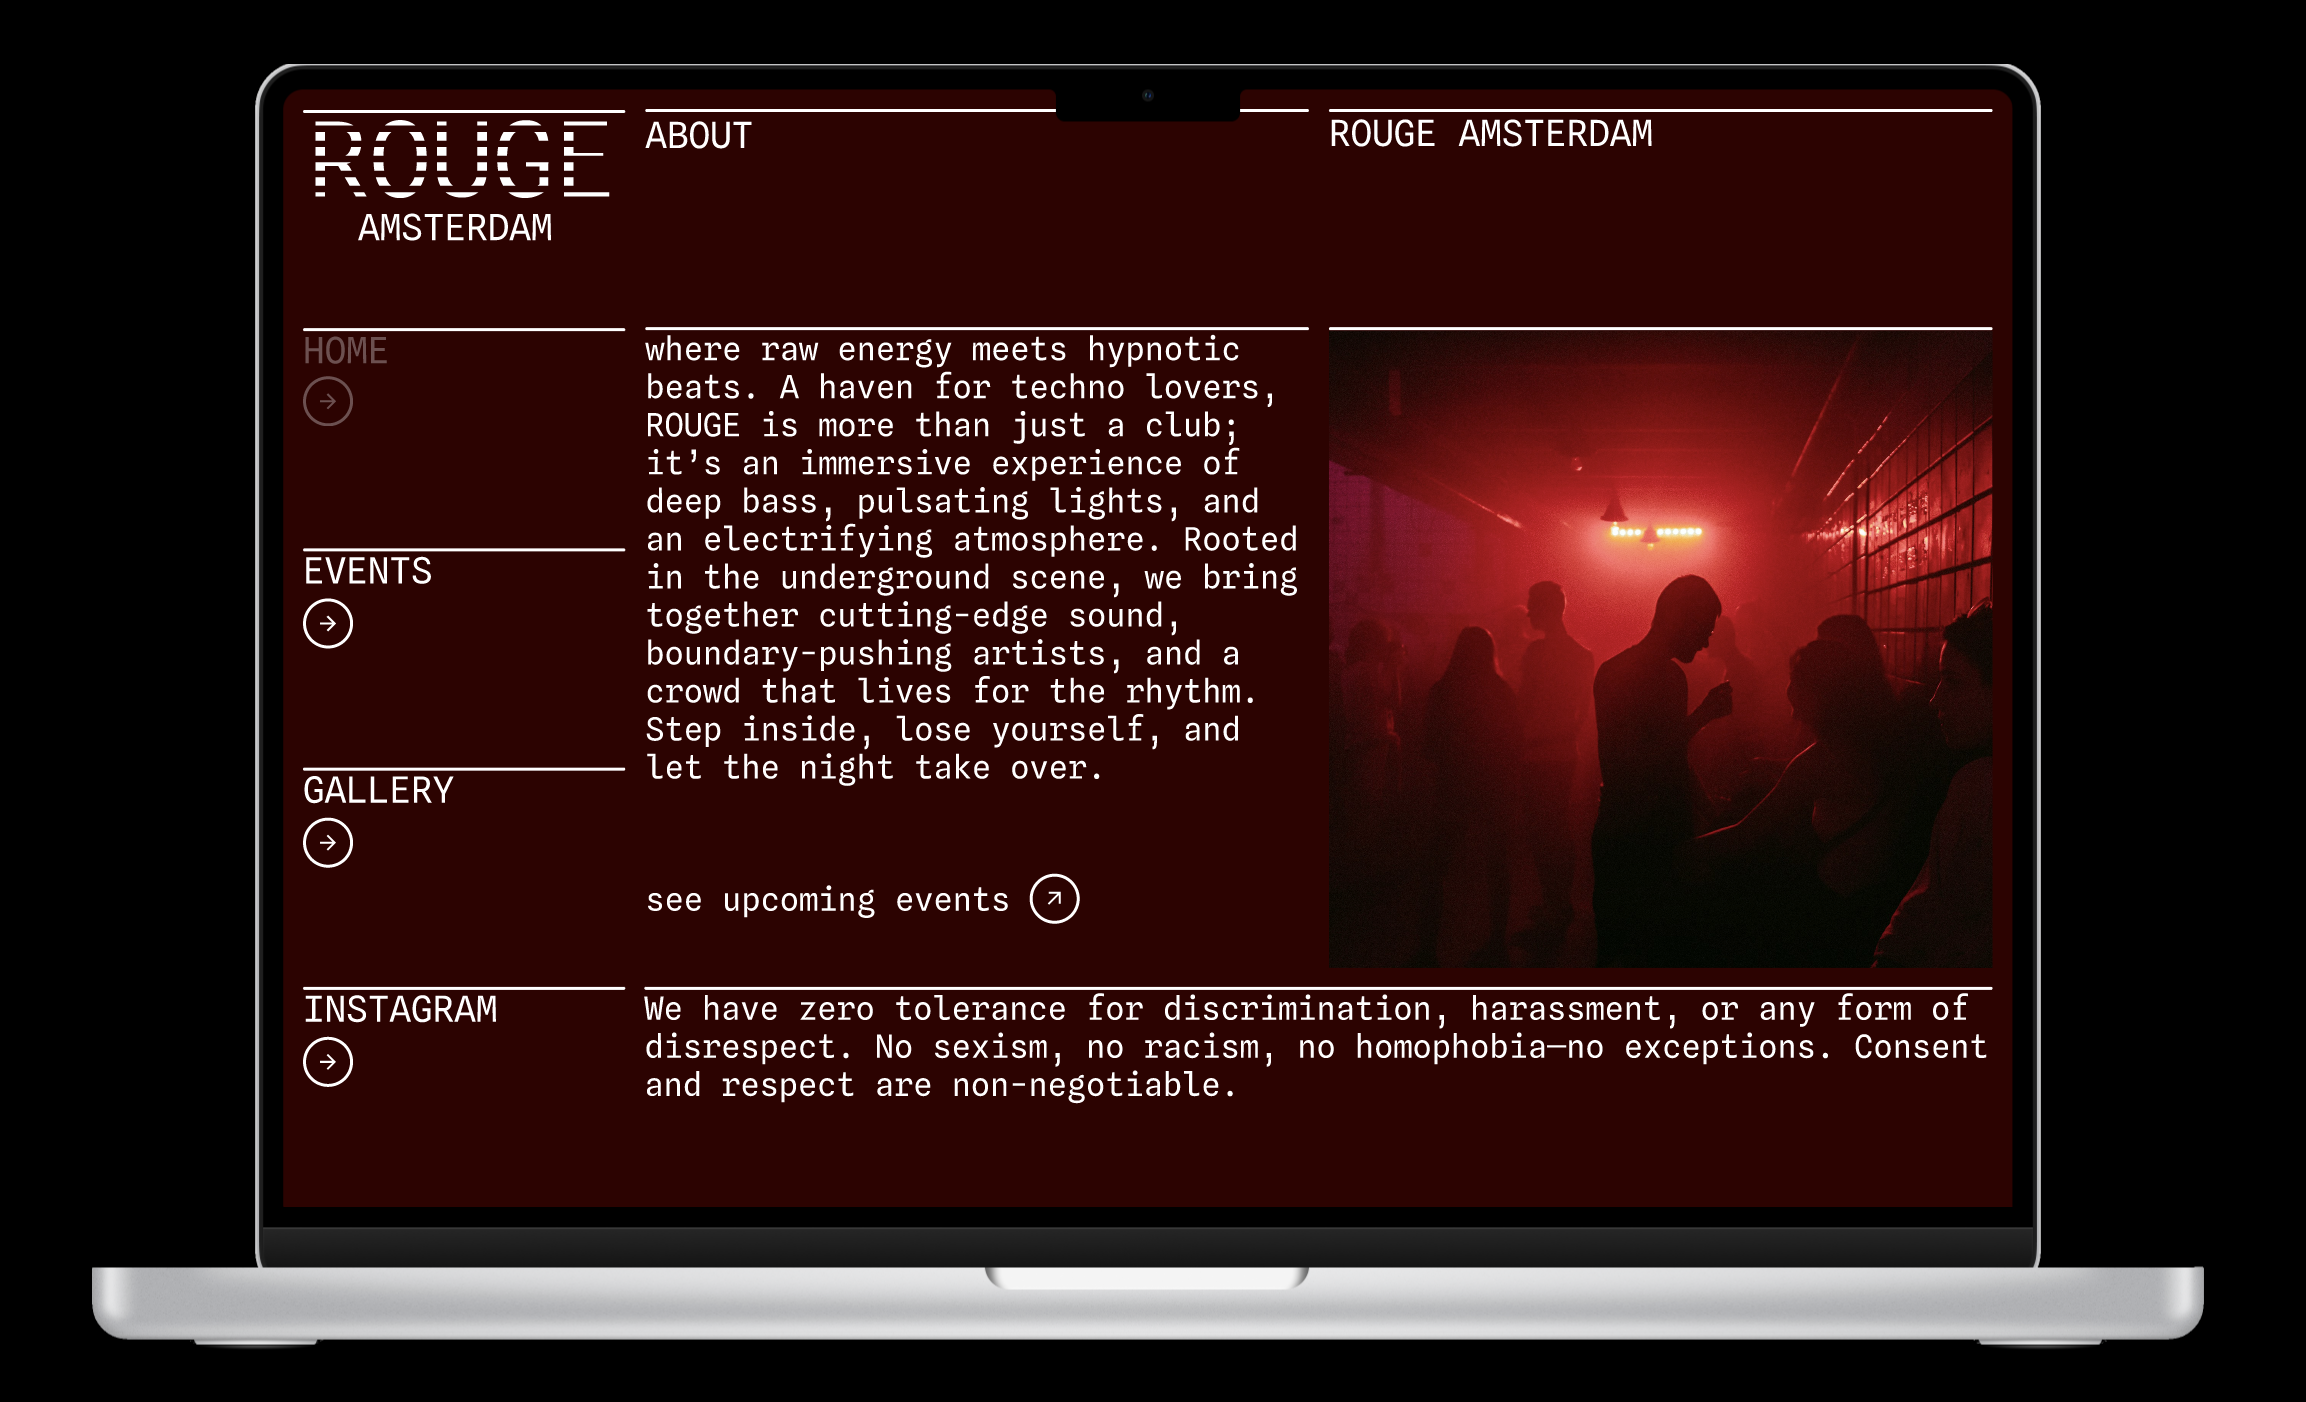 ROUGE
AMSTERDAM
ABOUT
ROUGE AMSTERDAM
HOME
EVENTS
GALLERY
INSTAGRAM
where raw energy meets hypnotic
beats. A haven for techno lovers,
ROUGE is more than just a club;
it’s an immersive experience of
deep bass, pulsating lights, and
an electrifying atmosphere. Rooted
in the underground scene, we bring
together cutting-edge sound,
boundary-pushing artists, and a
crowd that lives for the rhythm.
Step inside, lose yourself, and
let the night take over.
see upcoming events
We have zero tolerance for discrimination, harassment, or any form of
disrespect. No sexism, no racism, no homophobia—no exceptions. Consent
and respect are non-negotiable.